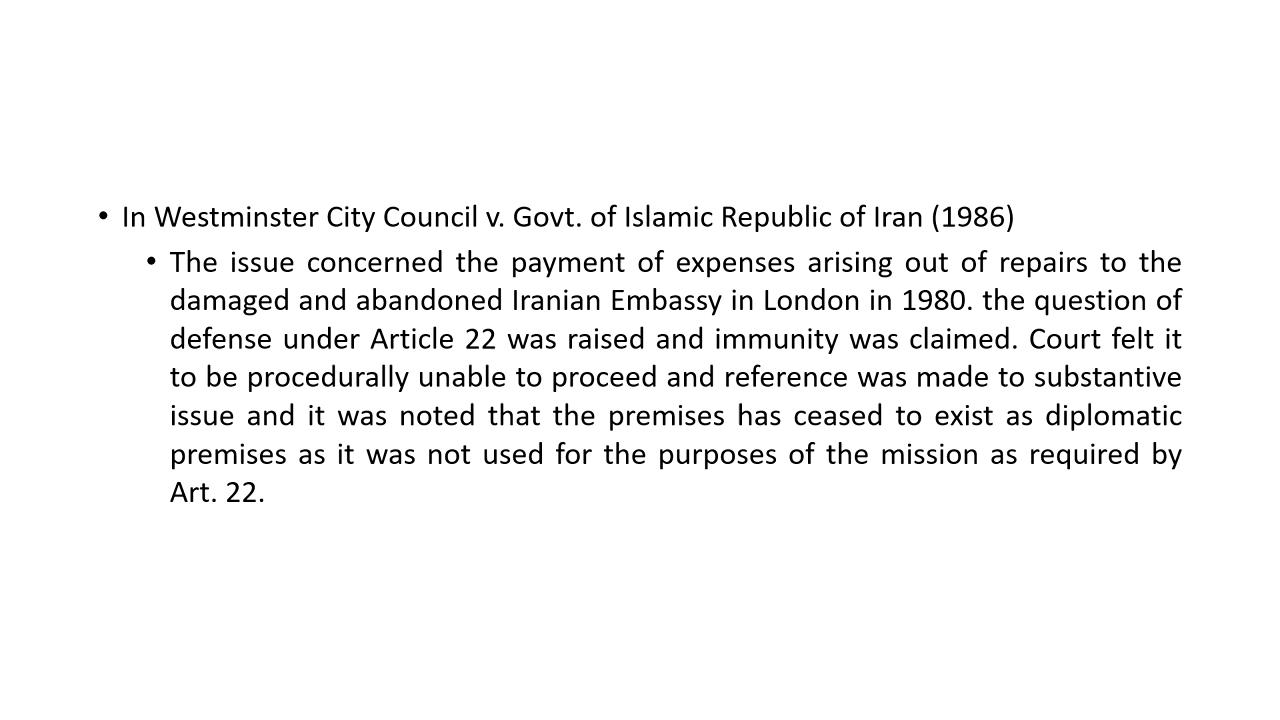 • In Westminster City Council v. Govt. of Islamic Republic of Iran (1986)
• The issue concerned the payment of expenses arising out of repairs to the
damaged and abandoned Iranian Embassy in London in 1980. the question of
defense under Article 22 was raised and immunity was claimed. Court felt it
to be procedurally unable to proceed and reference was made to substantive
issue and it was noted that the premises has ceased to exist as diplomatic
premises as it was not used for the purposes of the mission as required by
Art. 22.